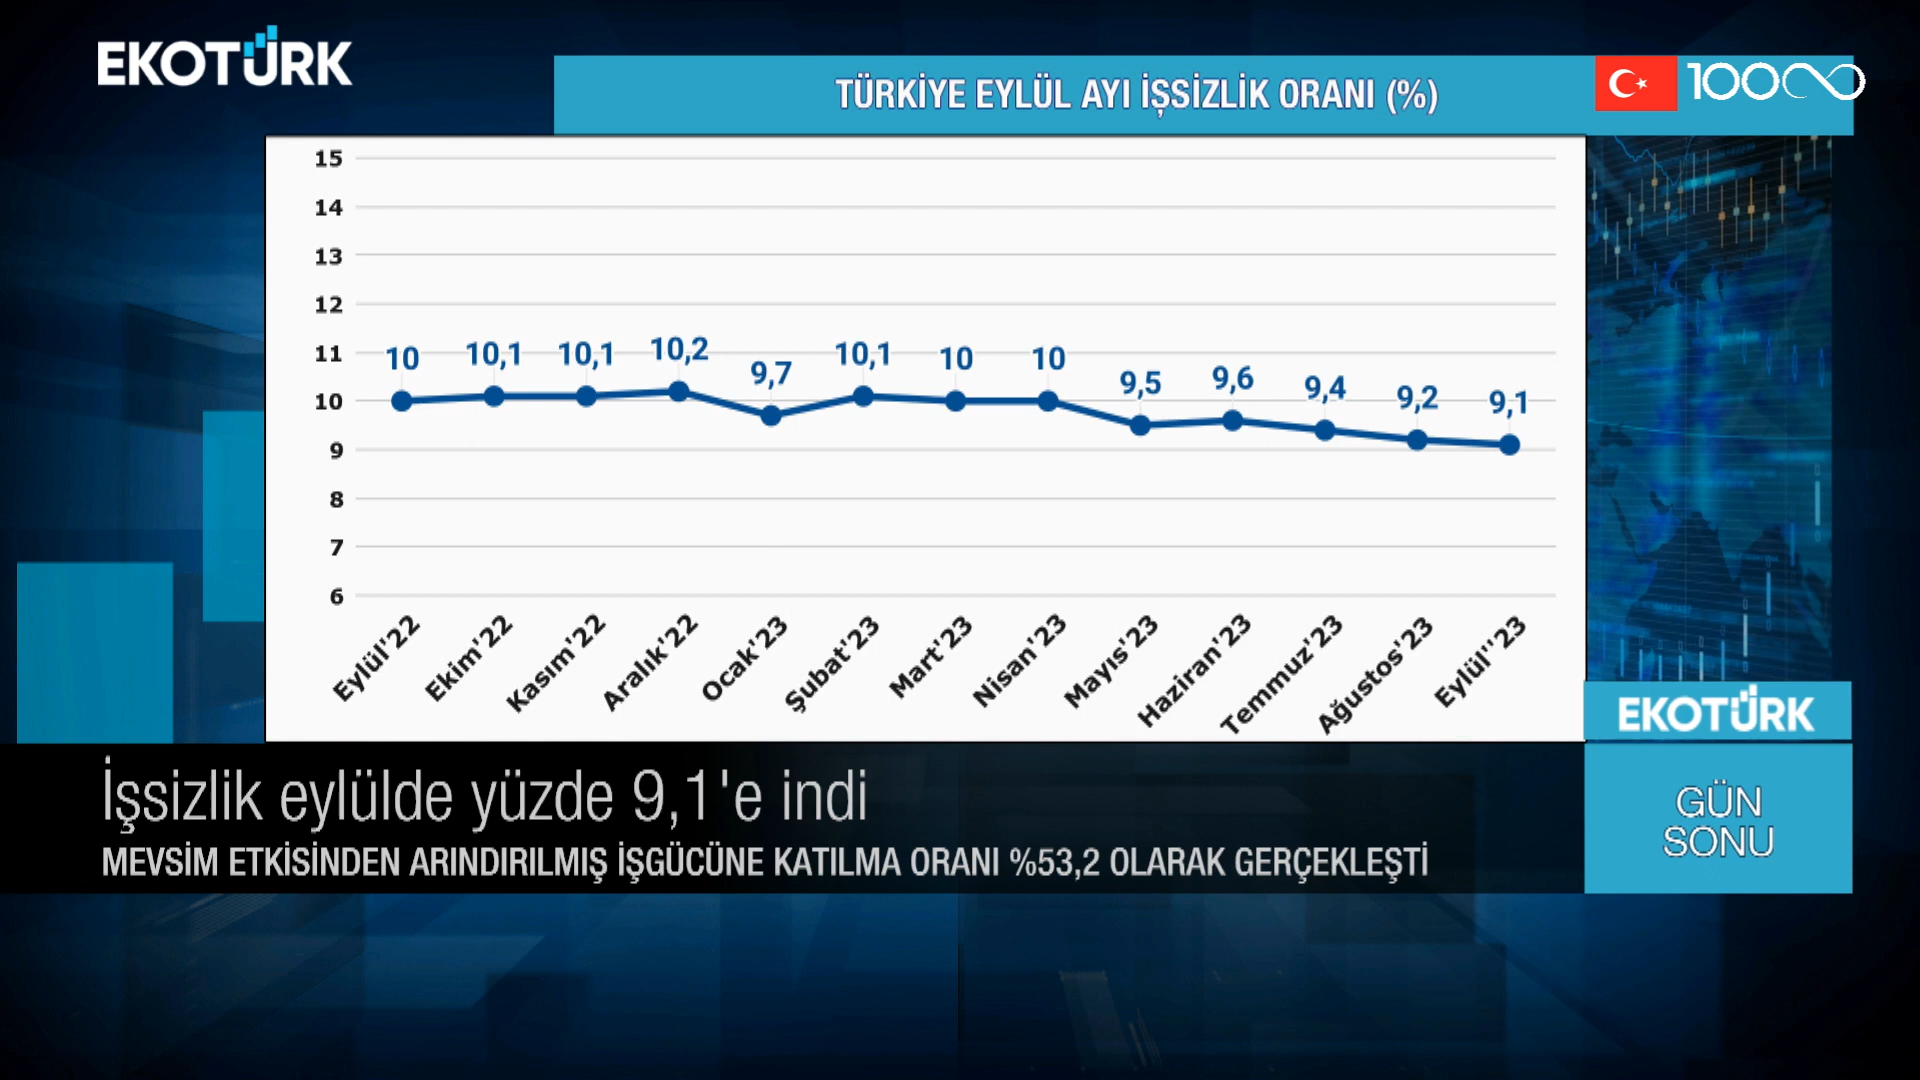 EKOTÜRK
TÜRKİYE EYLÜL AYI İŞSİZLİK ORANI (%)
100
15
14
13
12
11
10
9
8
7
6
10
10,1
10,1
10,2
9,7
10,1
10
10
9,5
9,6
9,4
9,2
9,1
Eylül'22
Ekim'22
Kasım'22
Aralık'22
Ocak'23
Şubat'23
Mart'23
Nisan'23
Mayıs'23
Haziran'23
Temmuz'23
Ağustos'23
Eylül''23
EKOTÜRK
İşsizlik eylülde yüzde 9,1'e indi
MEVSİM ETKİSİNDEN ARINDIRILMIŞ İŞGÜCÜNE KATILMA ORANI %53,2 OLARAK GERÇEKLEŞTİ
GÜN
SONU